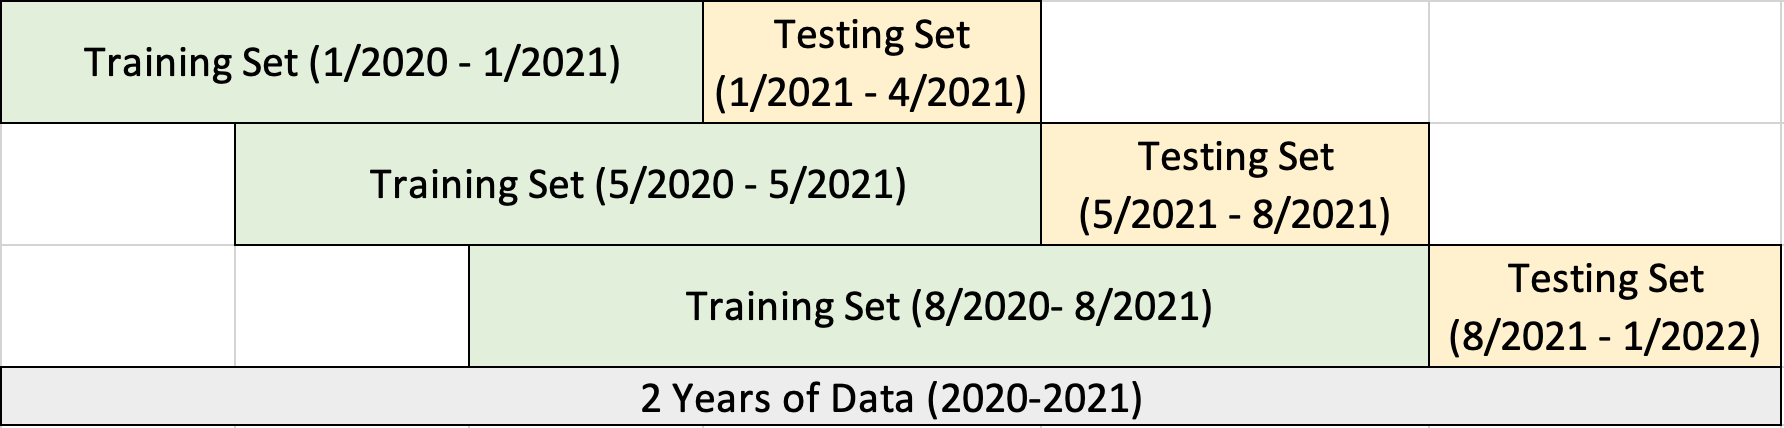 Training Set (1/2020 - 1/2021)
Testing Set
(1/2021 - 4/2021)
Training Set (5/2020 - 5/2021)
Testing Set
(5/2021 - 8/2021)
Training Set (8/2020- 8/2021)
Testing Set
(8/2021 - 1/2022)
2 Years of Data (2020-2021)